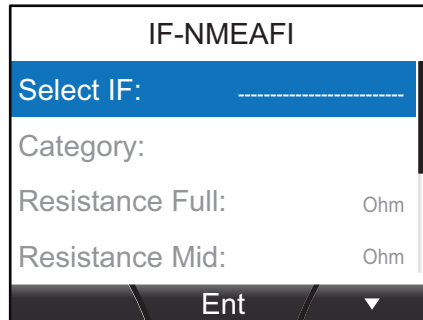 IF-NMEAFI
Select IF: --------------------------
Category:
Resistance Full: Ohm
Resistance Mid: Ohm
Ent ▼